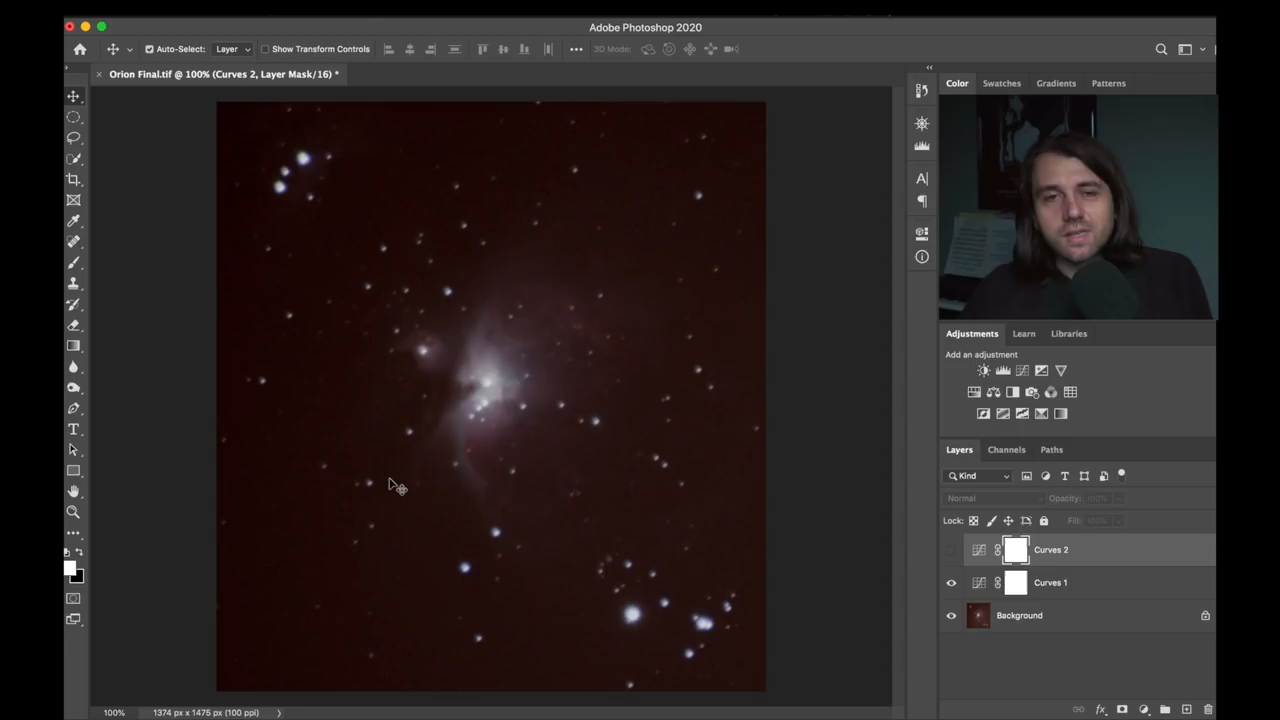 Adobe Photoshop 2020
Auto-Select: Layer Show Transform Controls 3D Mode:
Orion Final.tif @ 100% (Curves 2, Layer Mask/16) *
Color Swatches Gradients Patterns
Adjustments Learn Libraries
Add an adjustment
Layers Channels Paths
Kind
Normal Opacity: 100%
Lock: Fill: 100%
Curves 2
Curves 1
Background
100% 1374 px x 1475 px (100 ppi)